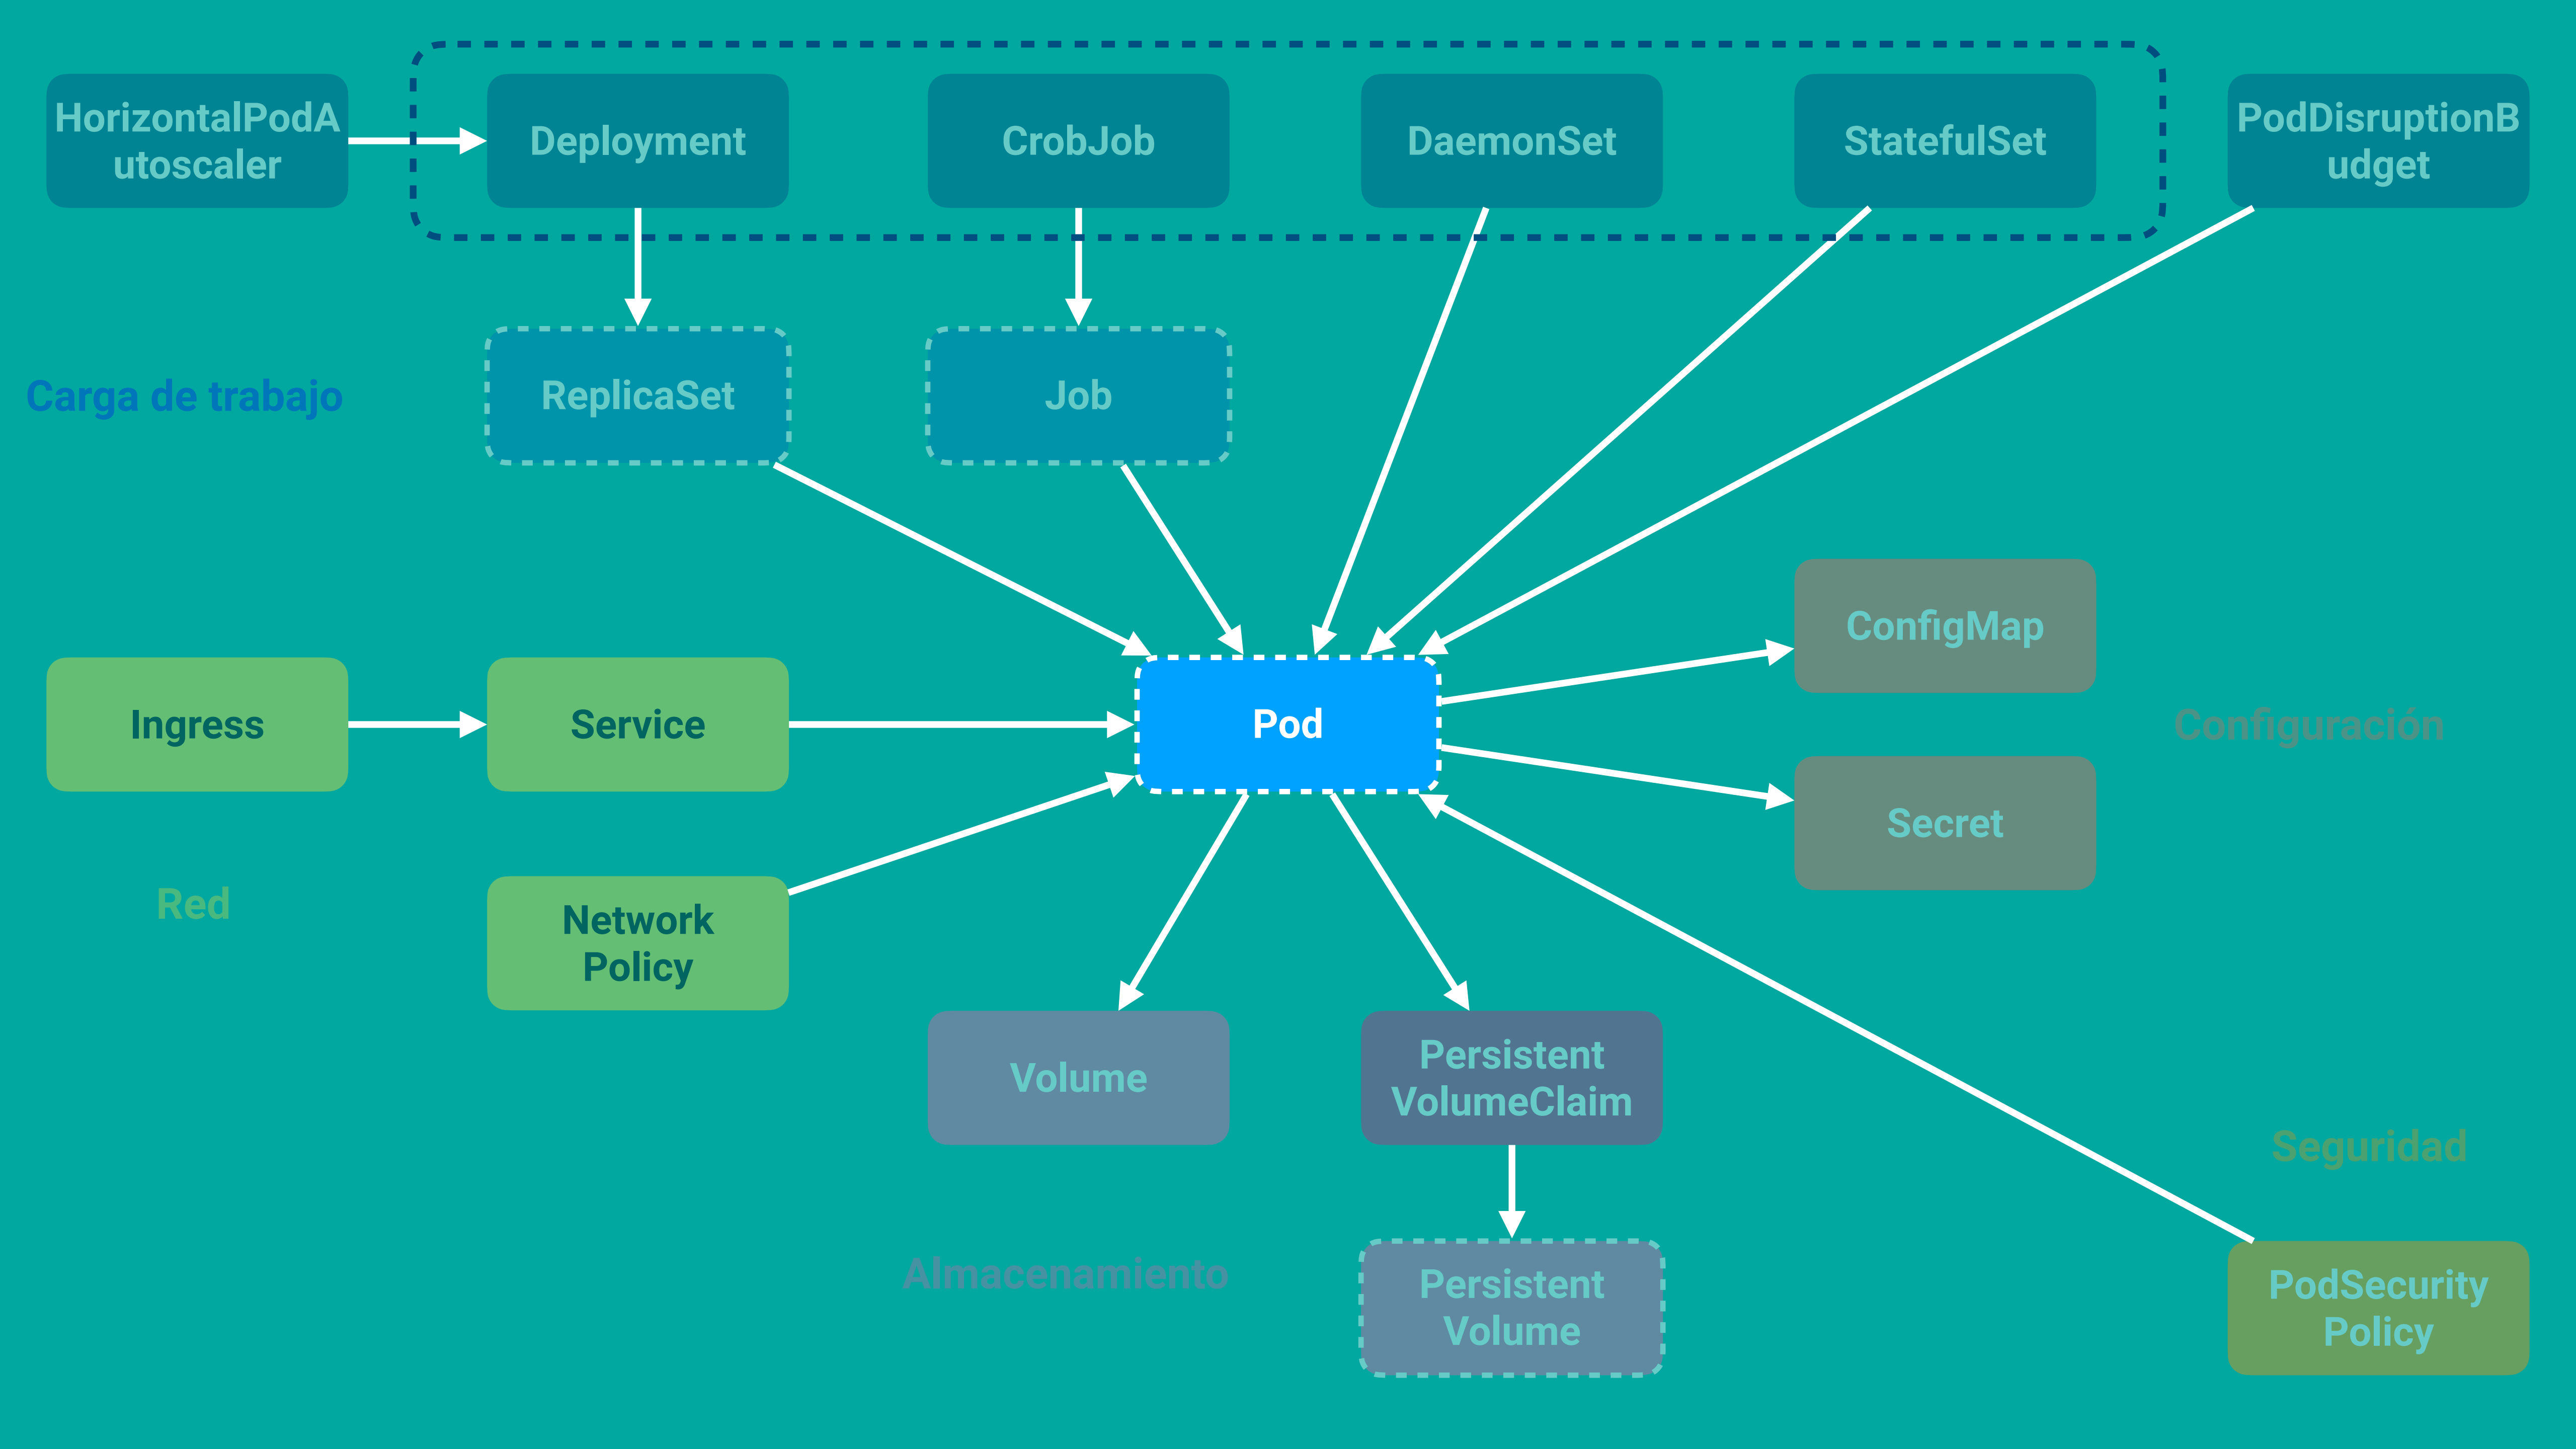 HorizontalPodA
utoscaler
Deployment
CrobJob
DaemonSet
StatefulSet
PodDisruptionB
udget
Carga de trabajo
ReplicaSet
Job
Ingress
Service
Pod
ConfigMap
Configuración
Secret
Red
Network
Policy
Volume
Persistent
VolumeClaim
Seguridad
Almacenamiento
Persistent
Volume
PodSecurity
Policy